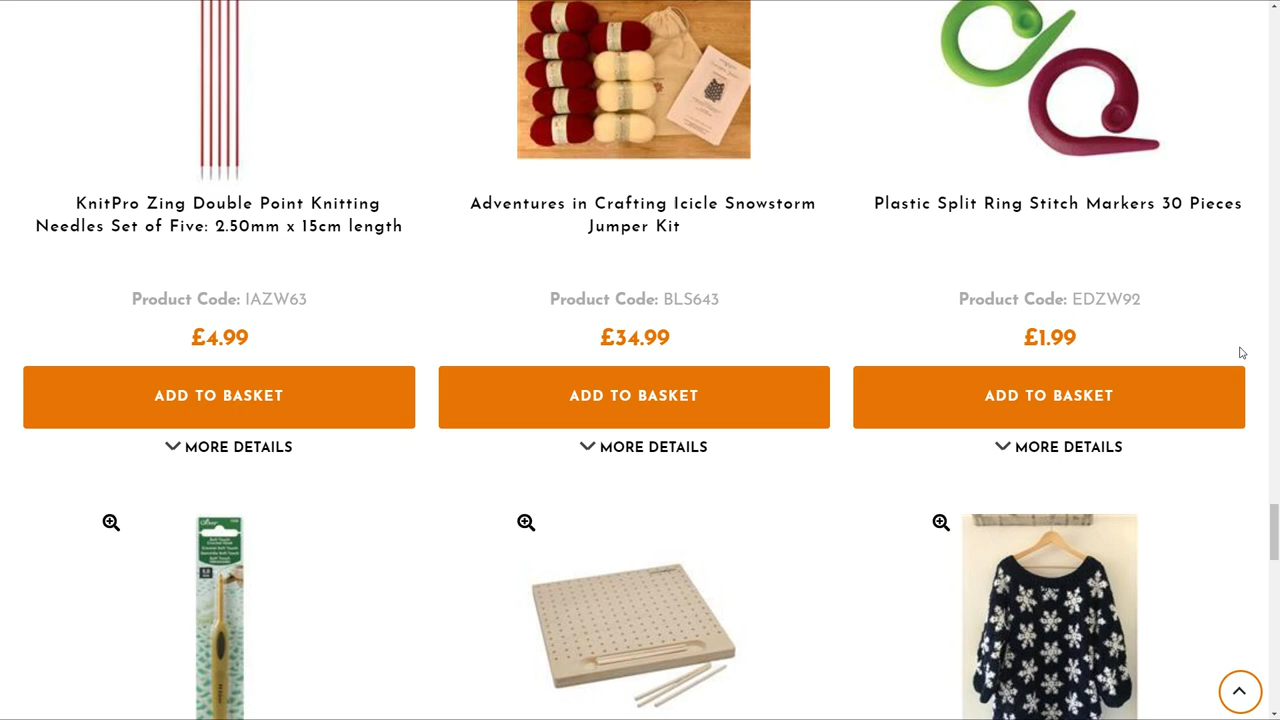 KnitPro Zing Double Point Knitting
Needles Set of Five: 2.50mm x 15cm length
Adventures in Crafting Icicle Snowstorm
Jumper Kit
Plastic Split Ring Stitch Markers 30 Pieces
Product Code: IAZW63
Product Code: BLS643
Product Code: EDZW92
£4.99
£34.99
£1.99
ADD TO BASKET
ADD TO BASKET
ADD TO BASKET
MORE DETAILS
MORE DETAILS
MORE DETAILS
Clover